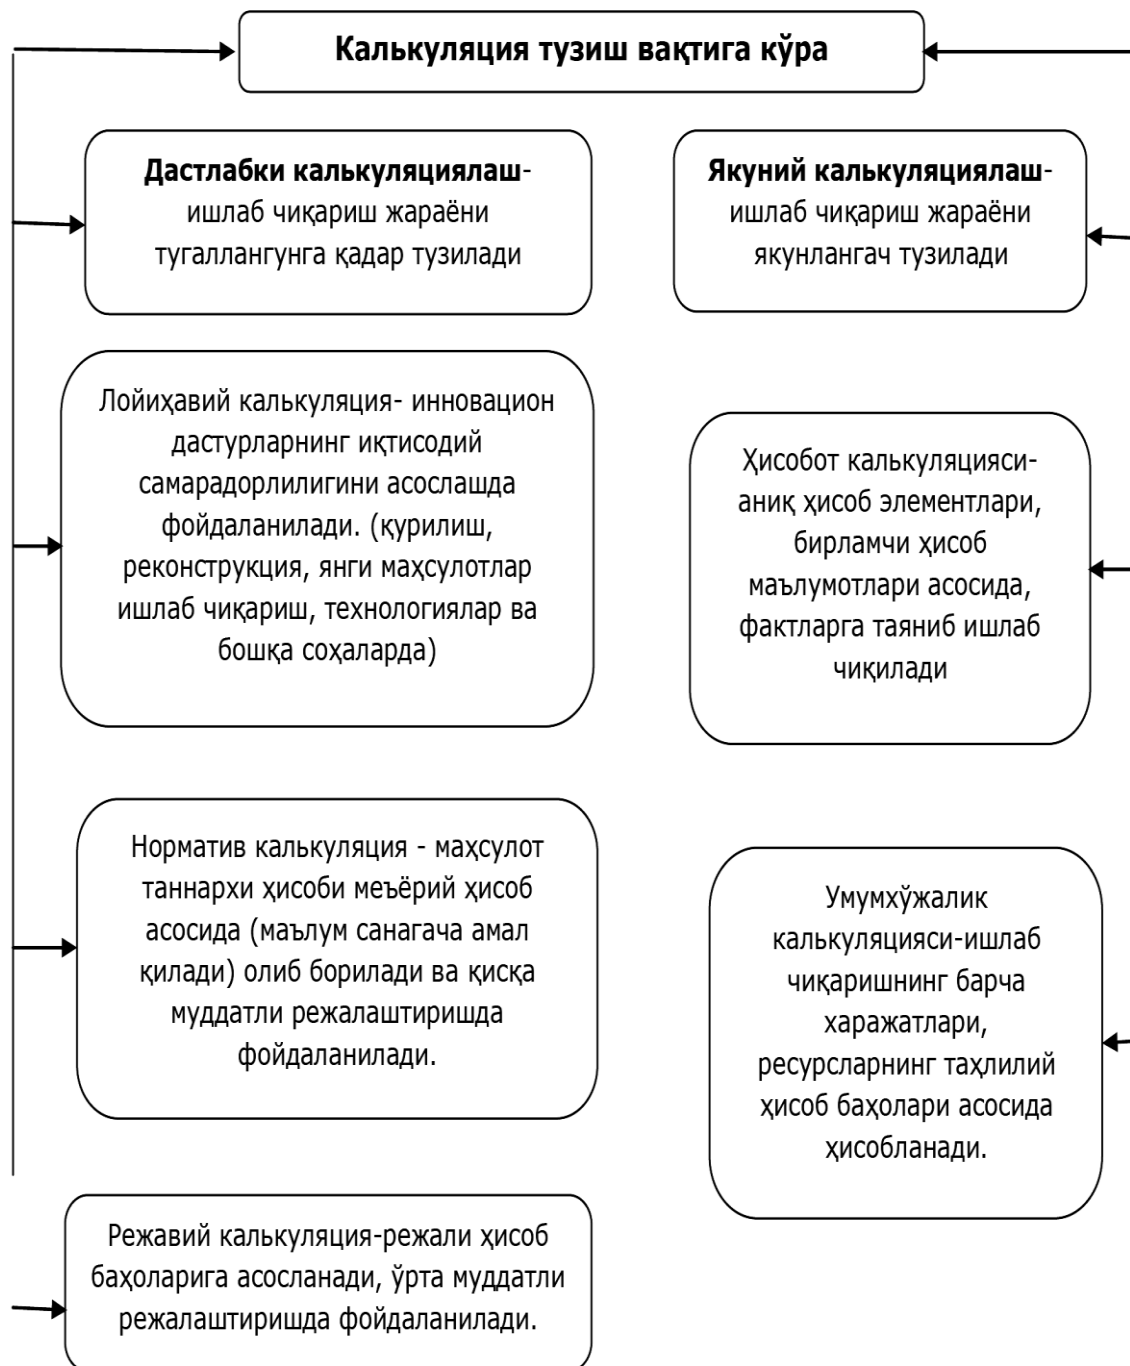 Калькуляция тузиш вақтига кўра
Дастлабки калькуляциялаш-
ишлаб чиқариш жараёни
тугаллангунга қадар тузилади
Якуний калькуляциялаш-
ишлаб чиқариш жараёни
якунлангач тузилади
Лойиҳавий калькуляция- инновацион
дастурларнинг иқтисодий
самарадорлилигини асослашда
фойдаланилади. (қурилиш,
реконструкция, янги маҳсулотлар
ишлаб чиқариш, технологиялар ва
бошқа соҳаларда)
Ҳисобот калькуляцияси-
аниқ ҳисоб элементлари,
бирламчи ҳисоб
маълумотлари асосида,
фактларга таяниб ишлаб
чиқилади
Норматив калькуляция - маҳсулот
таннархи ҳисоби меъёрий ҳисоб
асосида (маълум санагача амал
қилади) олиб борилади ва қисқа
муддатли режалаштиришда
фойдаланилади.
Умумхўжалик
калькуляцияси-ишлаб
чиқаришнинг барча
харажатлари,
ресурсларнинг таҳлилий
ҳисоб баҳолари асосида
ҳисобланади.
Режавий калькуляция-режали ҳисоб
баҳоларига асосланади, ўрта муддатли
режалаштиришда фойдаланилади.